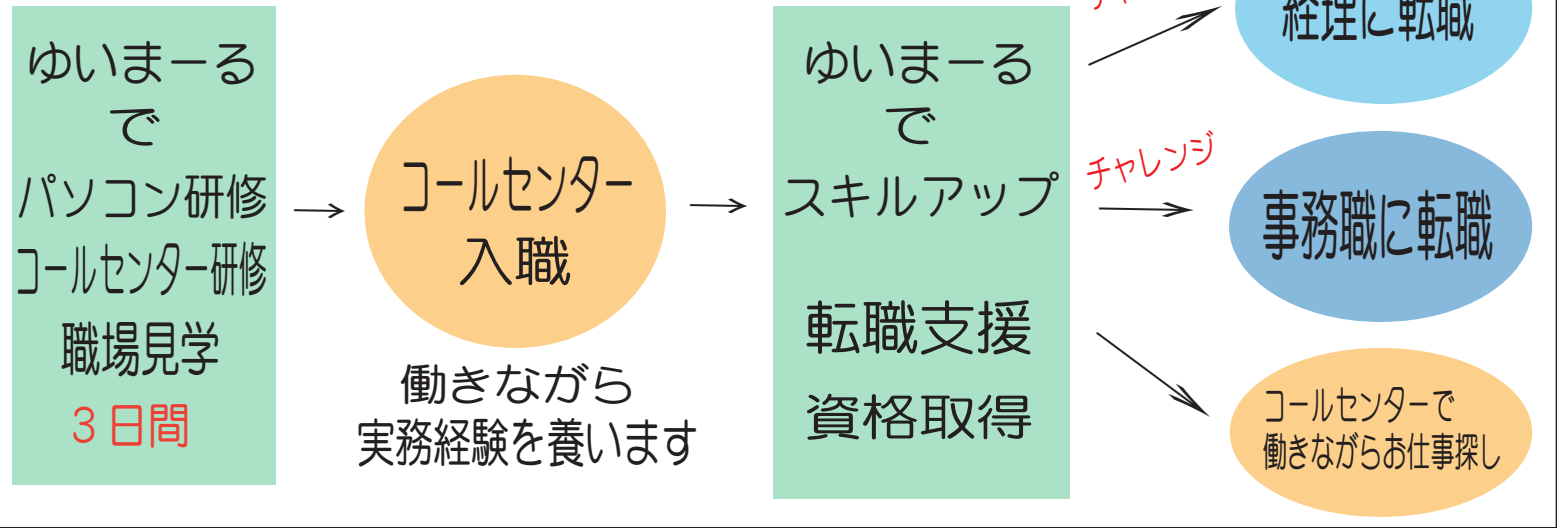 ゆいまーる
で
パソコン研修
コールセンター研修
職場見学
3日間
コールセンター
入職
働きながら
実務経験を養います
ゆいまーる
で
スキルアップ
転職支援
資格取得
経理に転職
チャレンジ
事務職に転職
コールセンターで
働きながらお仕事探し